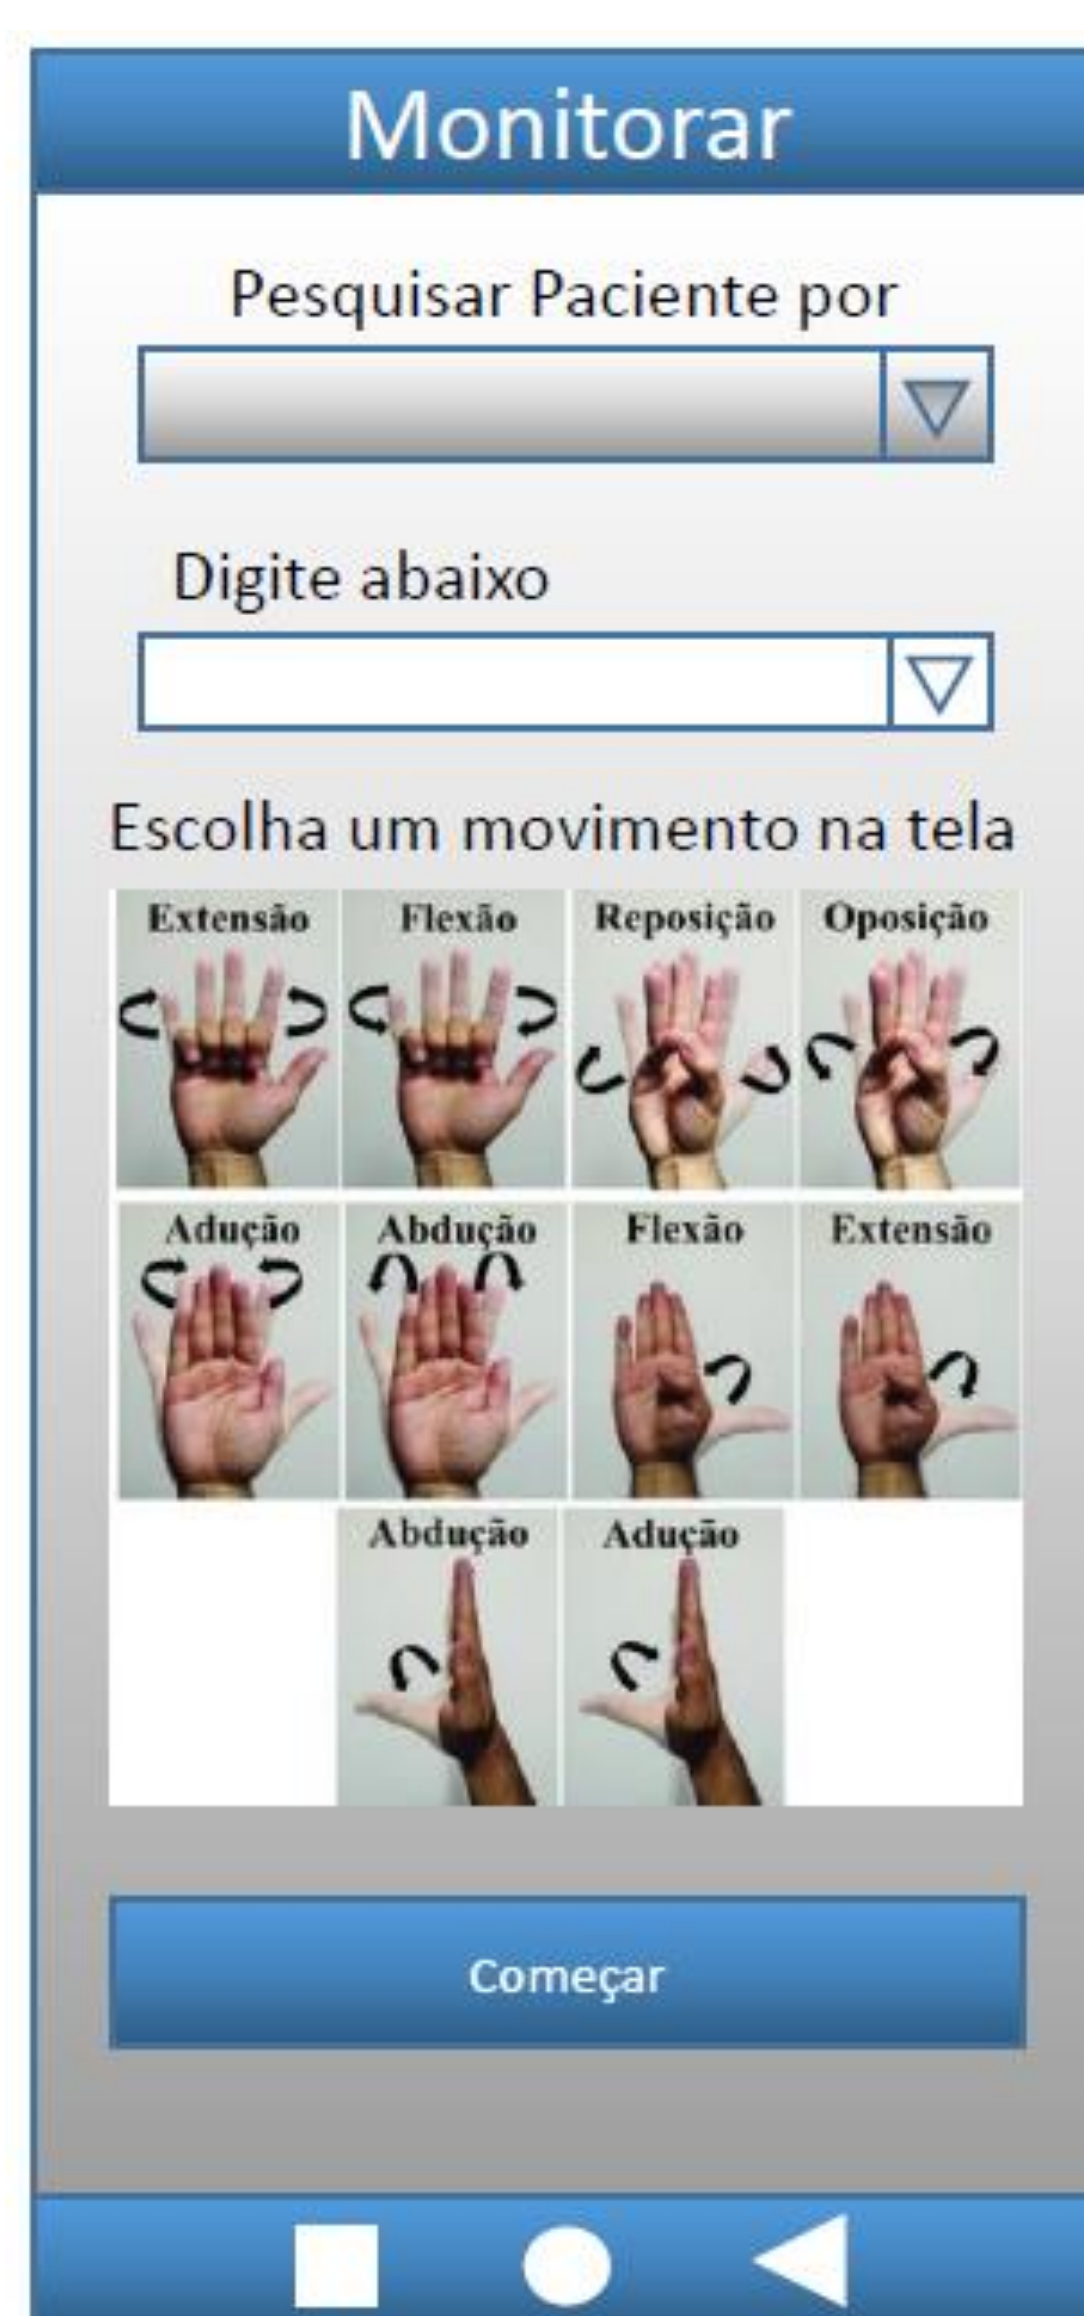 Monitorar
Pesquisar Paciente por
Digite abaixo
Escolha um movimento na tela
Extensão Flexão Reposição Oposição
Adução Abdução Flexão Extensão
Abdução Adução
Começar